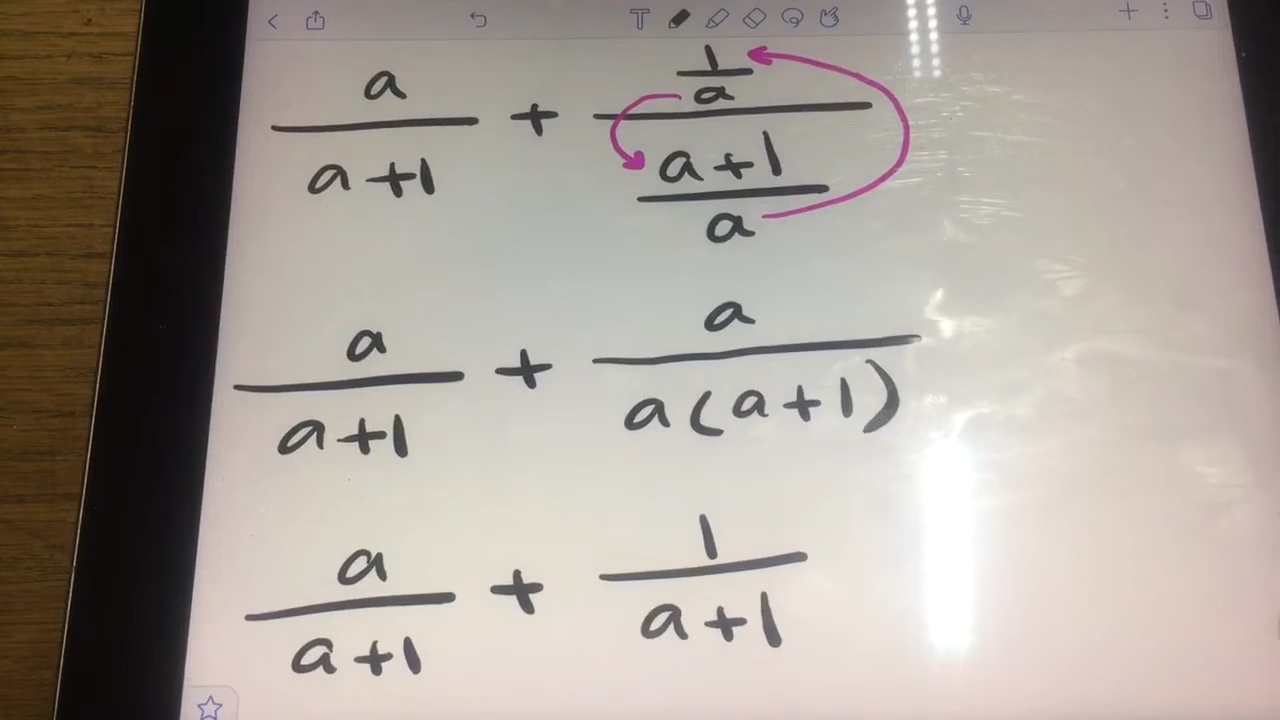 a/(a+1) + (1/a)/((a+1)/a)
a/(a+1) + a/(a(a+1))
a/(a+1) + 1/(a+1)